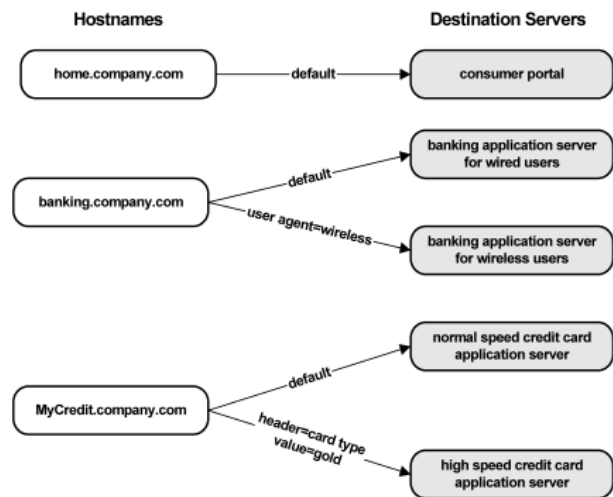 Hostnames
Destination Servers
home.company.com
default
consumer portal
banking.company.com
default
banking application server
for wired users
user agent=wireless
banking application server
for wireless users
MyCredit.company.com
default
normal speed credit card
application server
header=card type
value=gold
high speed credit card
application server